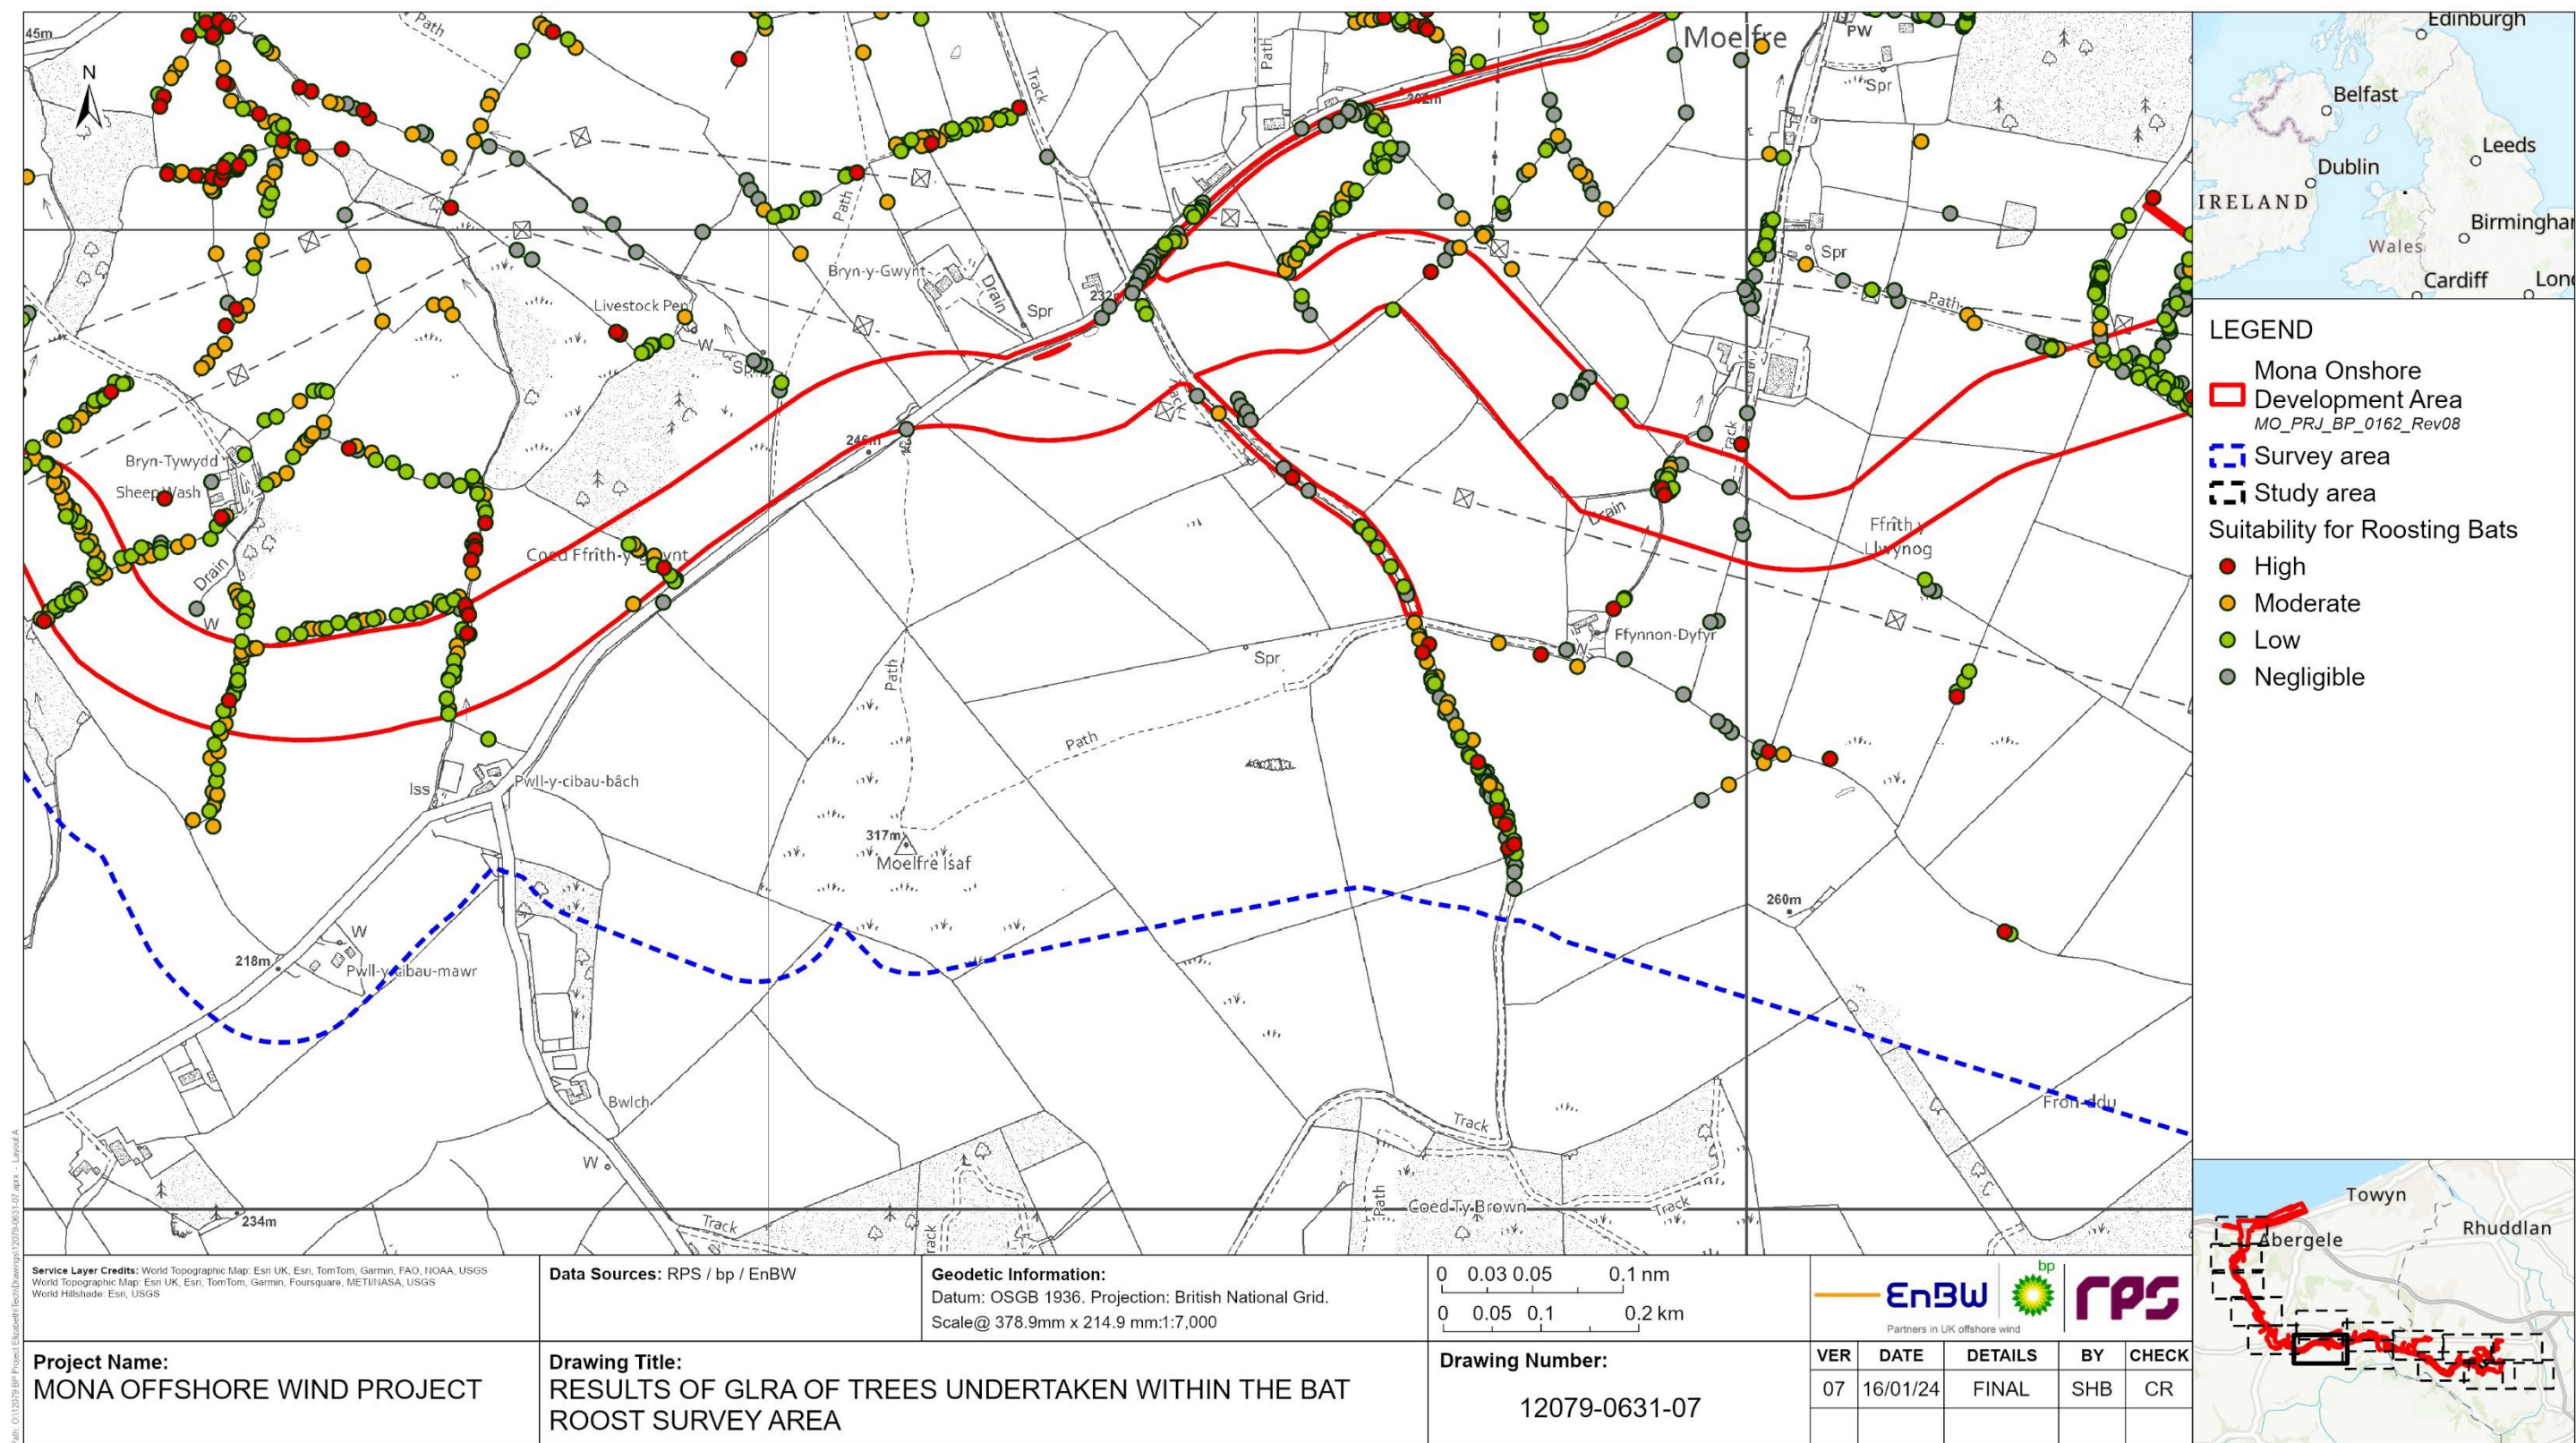 45m
Path
N
Track
Path
Moelfre
PW
Spr
202m
Path
Bryn-y-Gwynt
Drain
Spr
Path
Livestock Pen
232
Spr
W
Spr
Track
246m
Track
Bryn-Tywydd
Sheep Wash
Drain
Coed Ffrîth-y-gwynt
Ffrîth y
Llwynog
Drain
W
Ffynnon-Dyfyr
W
Spr
Path
Path
Iss
Pwll-y-cibau-bâch
317m
Moelfre Isaf
260m
W
218m
Pwll-y-cibau-mawr
Bwlch
Fron-ddu
Track
W
Path
Coed Ty Brown
Track
234m
Track
rack
Edinburgh
Belfast
Leeds
Dublin
IRELAND
Birmingham
Wales
Cardiff
Lon
LEGEND
Mona Onshore
Development Area
MO_PRJ_BP_0162_Rev08
Survey area
Study area
Suitability for Roosting Bats
High
Moderate
Low
Negligible
Towyn
Rhuddlan
Abergele
Service Layer Credits: World Topographic Map: Esri UK, Esri, TomTom, Garmin, FAO, NOAA, USGS
World Topographic Map: Esri UK, Esri, TomTom, Garmin, Foursquare, METI/NASA, USGS
World Hillshade: Esri, USGS
Data Sources: RPS / bp / EnBW
Geodetic Information:
Datum: OSGB 1936. Projection: British National Grid.
Scale@ 378.9mm x 214.9 mm:1:7,000
0 0.03 0.05 0.1 nm
0 0.05 0.1 0.2 km
EnBW
bp
rps
Partners in UK offshore wind
Project Name:
MONA OFFSHORE WIND PROJECT
Drawing Title:
RESULTS OF GLRA OF TREES UNDERTAKEN WITHIN THE BAT
ROOST SURVEY AREA
Drawing Number:
12079-0631-07
VER DATE DETAILS BY CHECK
07 16/01/24 FINAL SHB CR